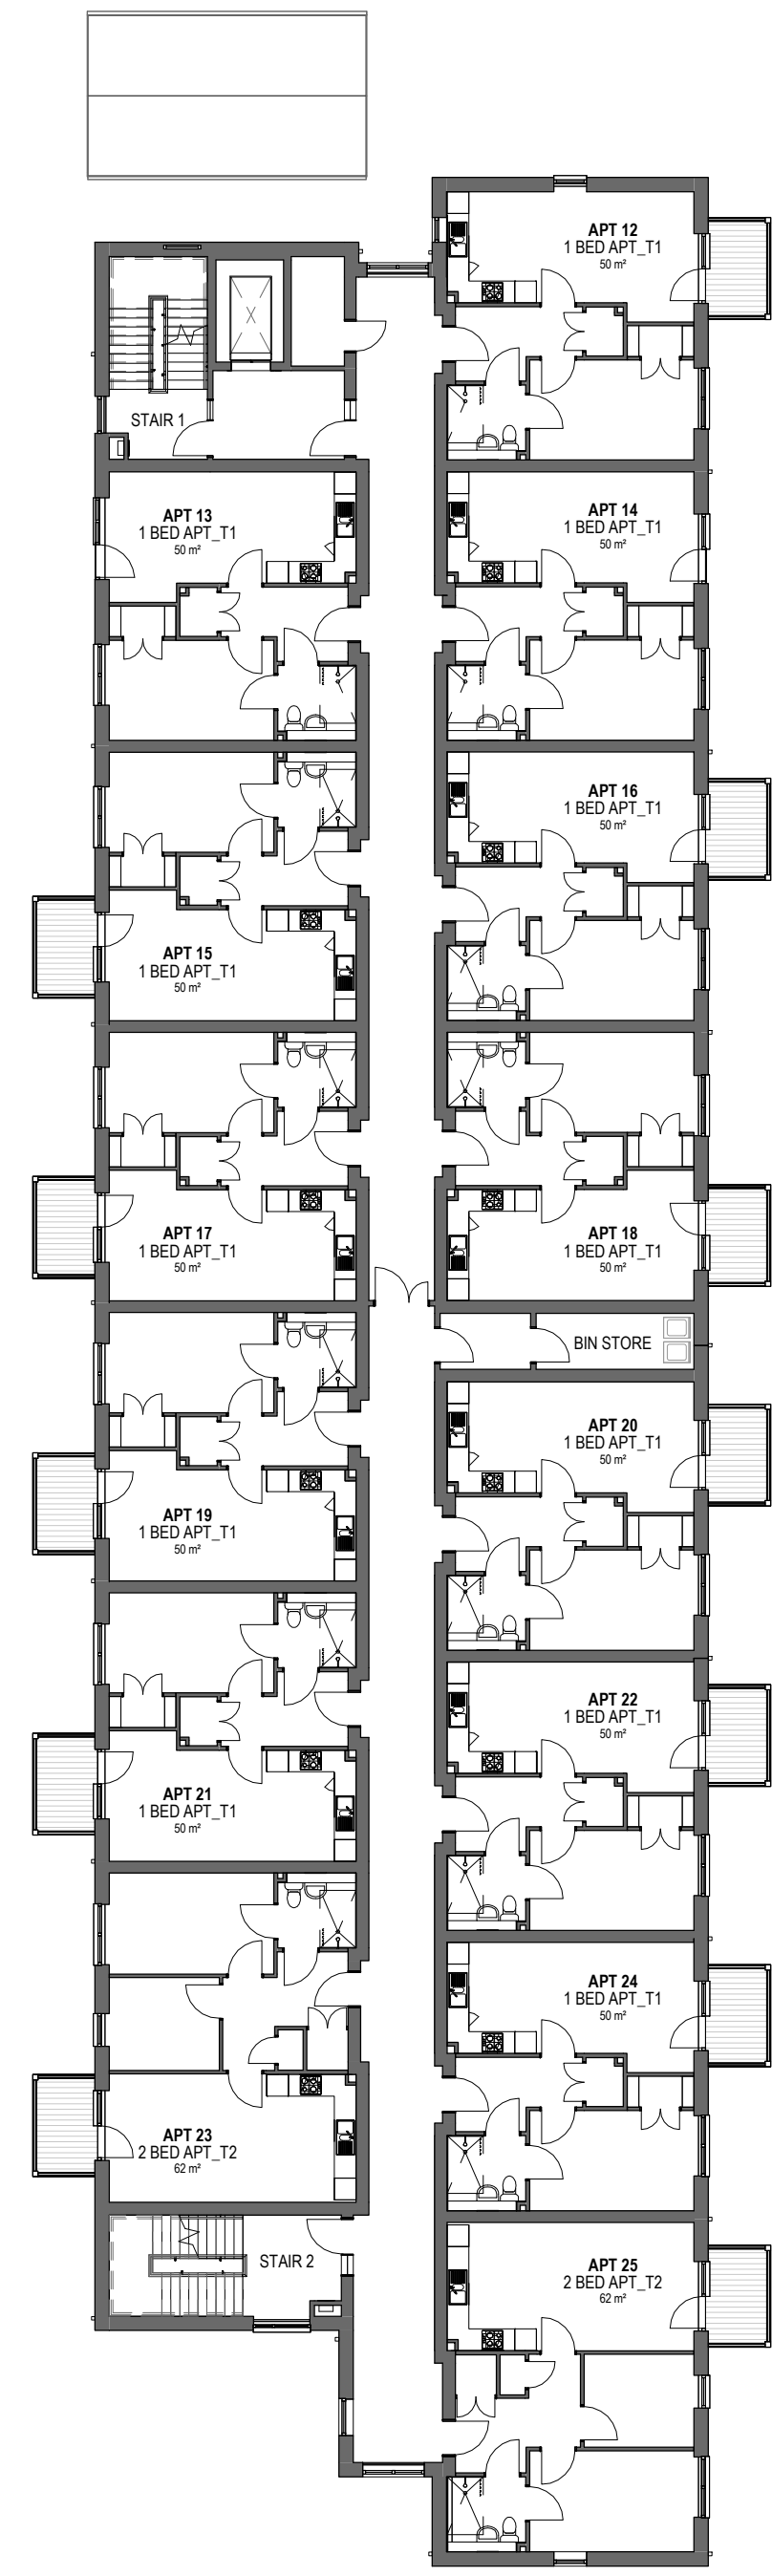 APT 12
1 BED APT_T1
50 m²
STAIR 1
APT 13
1 BED APT_T1
50 m²
APT 14
1 BED APT_T1
50 m²
APT 16
1 BED APT_T1
50 m²
APT 15
1 BED APT_T1
50 m²
APT 17
1 BED APT_T1
50 m²
APT 18
1 BED APT_T1
50 m²
BIN STORE
APT 20
1 BED APT_T1
50 m²
APT 19
1 BED APT_T1
50 m²
APT 22
1 BED APT_T1
50 m²
APT 21
1 BED APT_T1
50 m²
APT 24
1 BED APT_T1
50 m²
APT 23
2 BED APT_T2
62 m²
STAIR 2
APT 25
2 BED APT_T2
62 m²